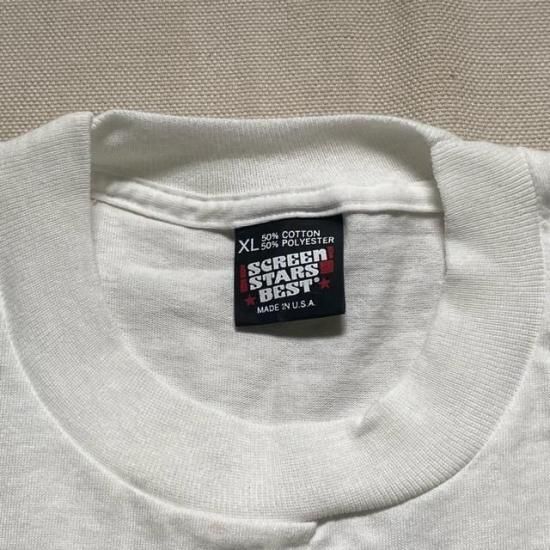 XL 50% COTTON
50% POLYESTER
SCREEN
STARS
BEST®
MADE IN U.S.A.